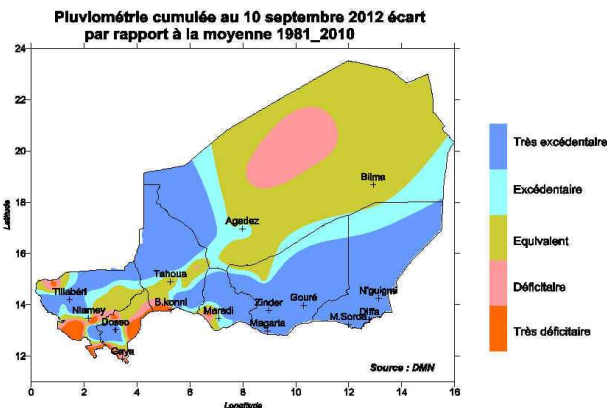 Pluviométrie cumulée au 10 septembre 2012 écart
par rapport à la moyenne 1981_2010
24
22
20
18
16
14
12
Latitude
0
2
4
6
8
10
12
14
16
Longitude
Bilma
Agadez
Tahoua
Tillabéri
N'guigmi
Zinder
Gouré
B.konni
Maradi
Niamey
Diffa
M.Soroa
Dosso
Magaria
Gaya
Source : DMN
Très excédentaire
Excédentaire
Equivalent
Déficitaire
Très déficitaire